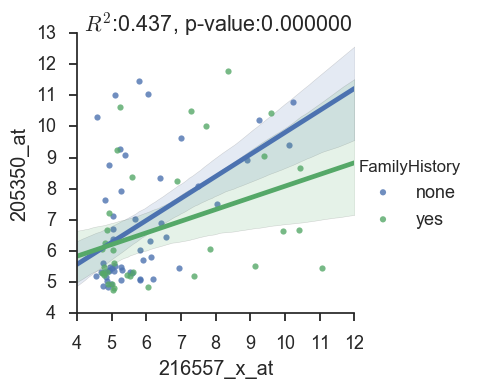 R²:0.437, p-value:0.000000
13
12
11
10
9
8
7
6
5
4
205350_at
4 5 6 7 8 9 10 11 12
216557_x_at
FamilyHistory
none
yes